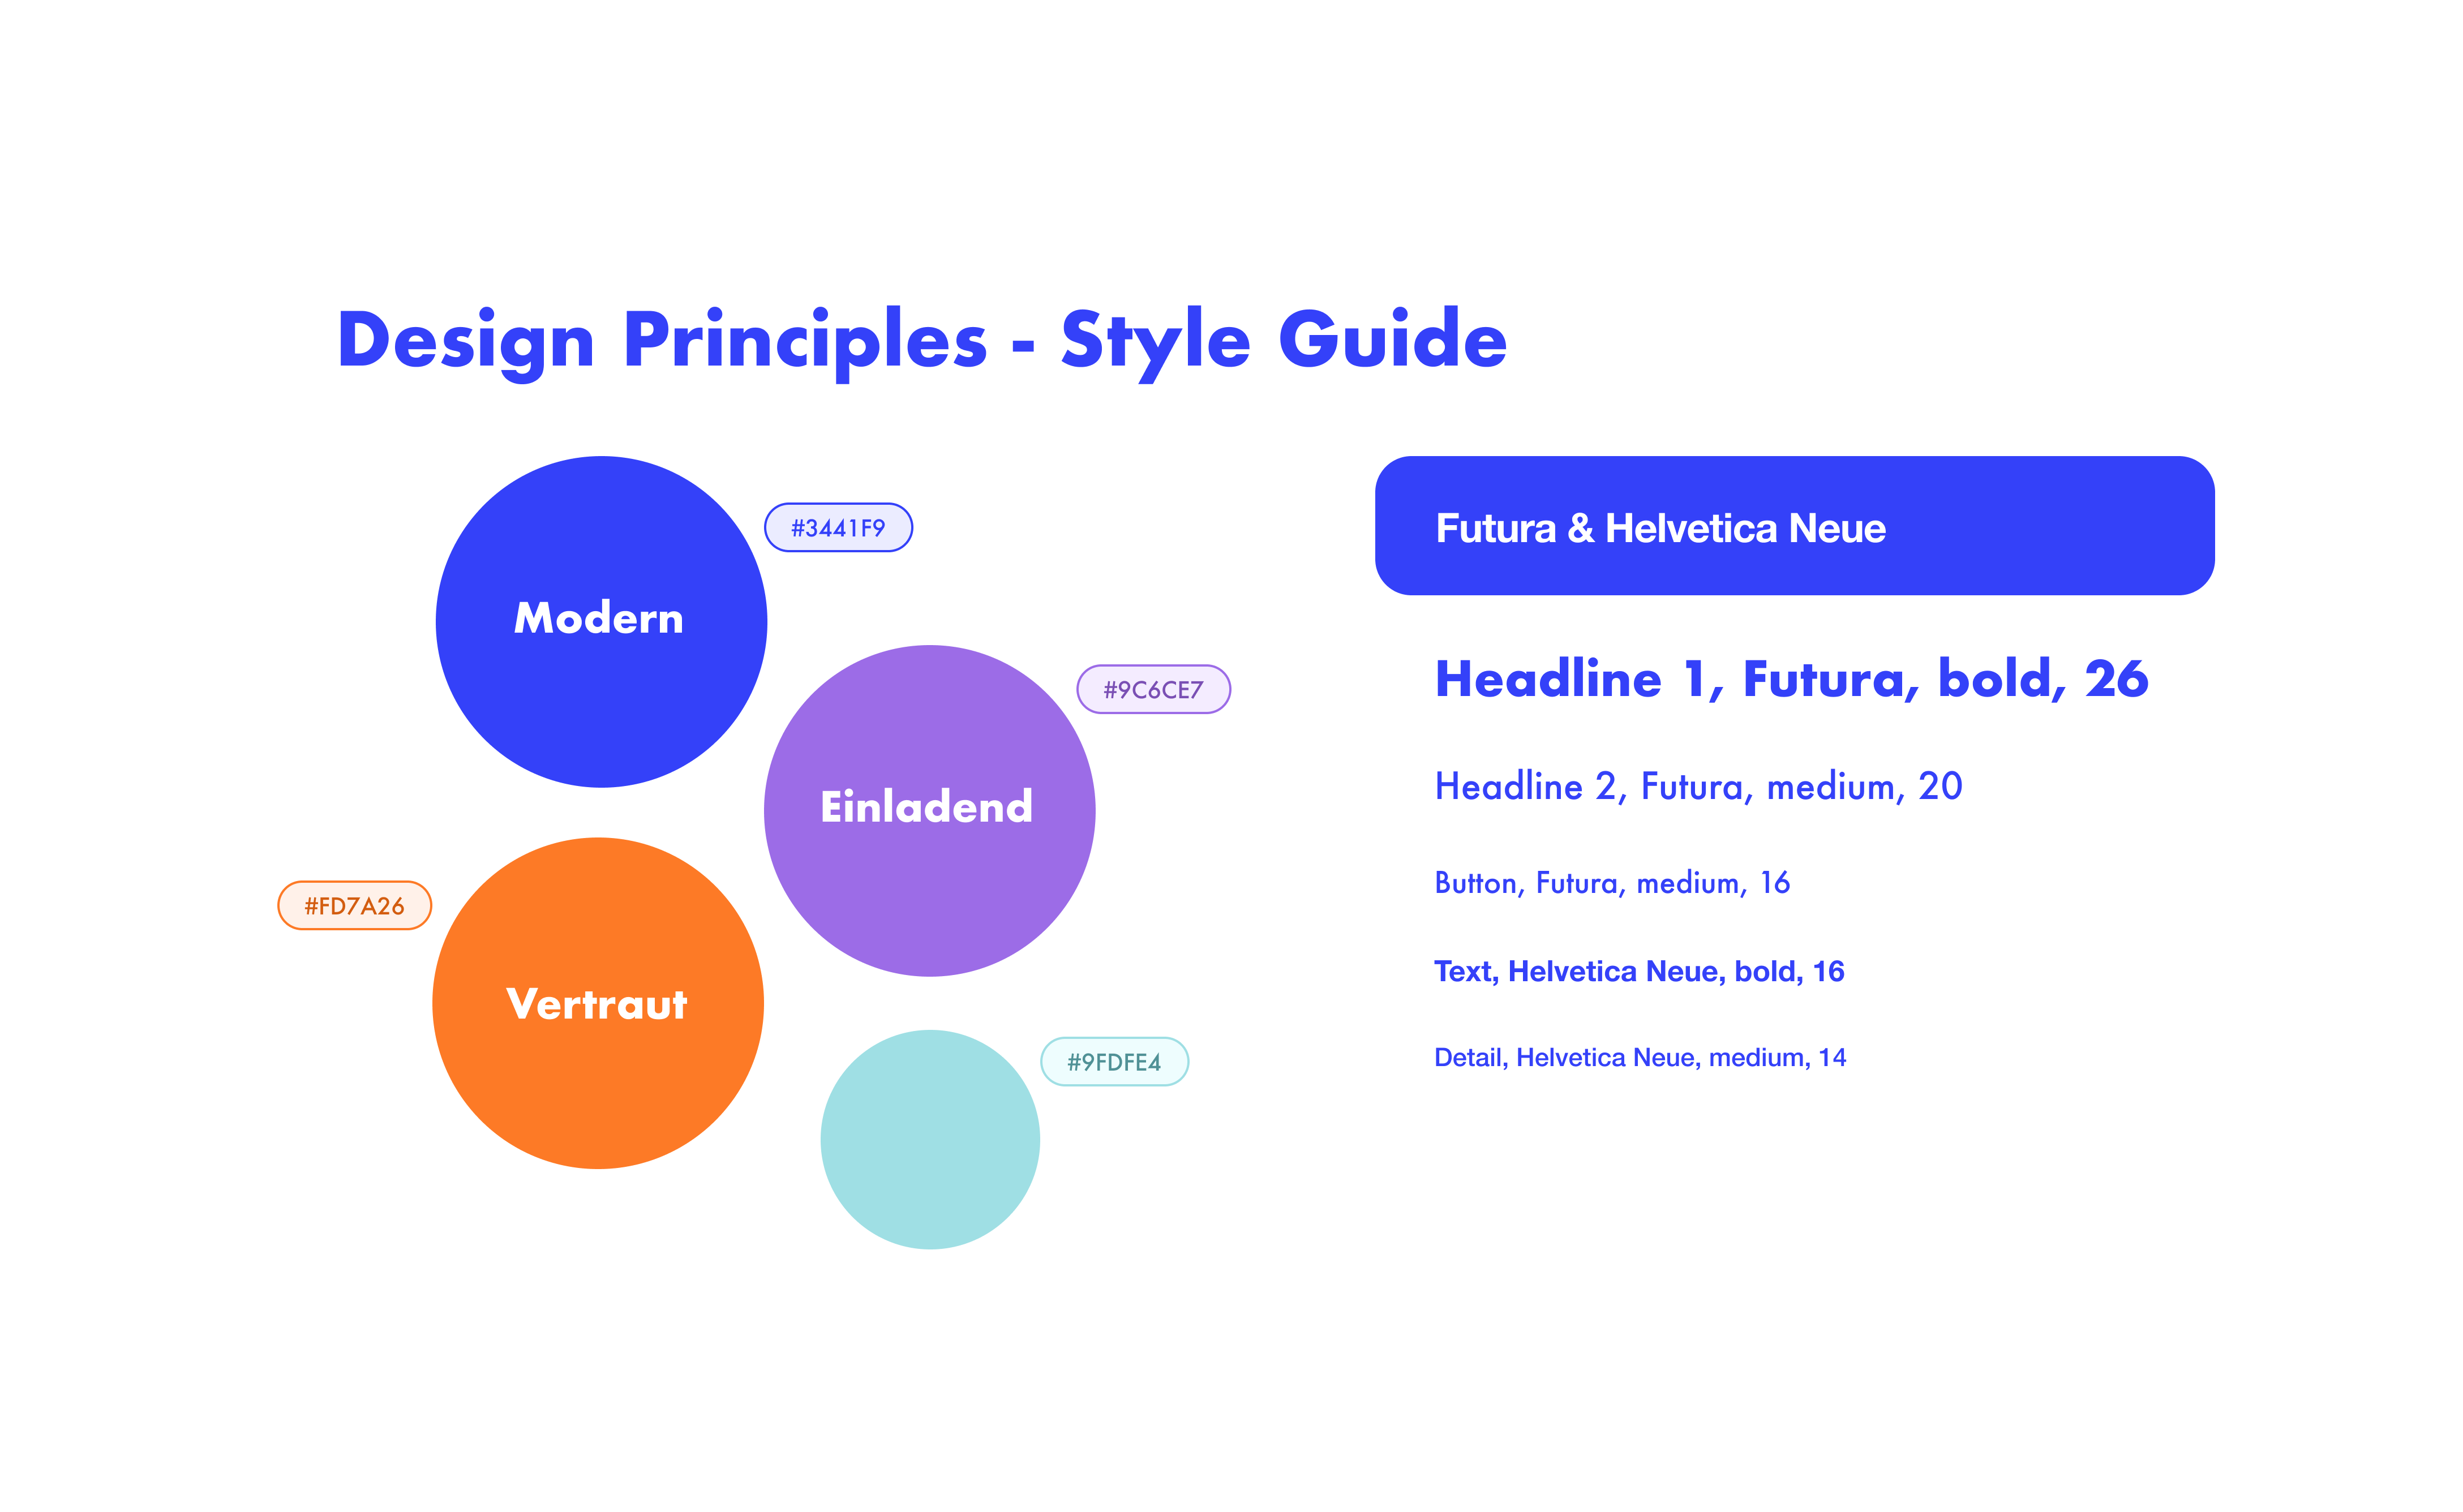 Design Principles - Style Guide
Modern
#3441F9
Einladend
#9C6CE7
Vertraut
#FD7A26
#9FDFE4
Futura & Helvetica Neue
Headline 1, Futura, bold, 26
Headline 2, Futura, medium, 20
Button, Futura, medium, 16
Text, Helvetica Neue, bold, 16
Detail, Helvetica Neue, medium, 14